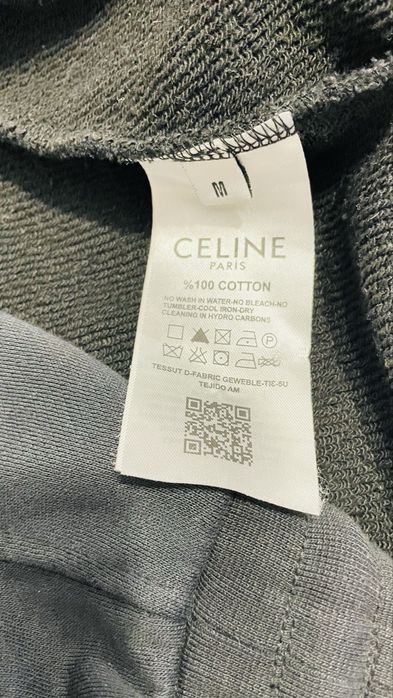 M
CELINE
PARIS
%100 COTTON
NO WASH IN WATER-NO BLEACH-NO
TUMBLER-COOL IRON-DRY
CLEANING IN HYDRO CARBONS
P
TESSUT D-FABRIC GEWEBLE-TIE-SU
TEJIDO AM